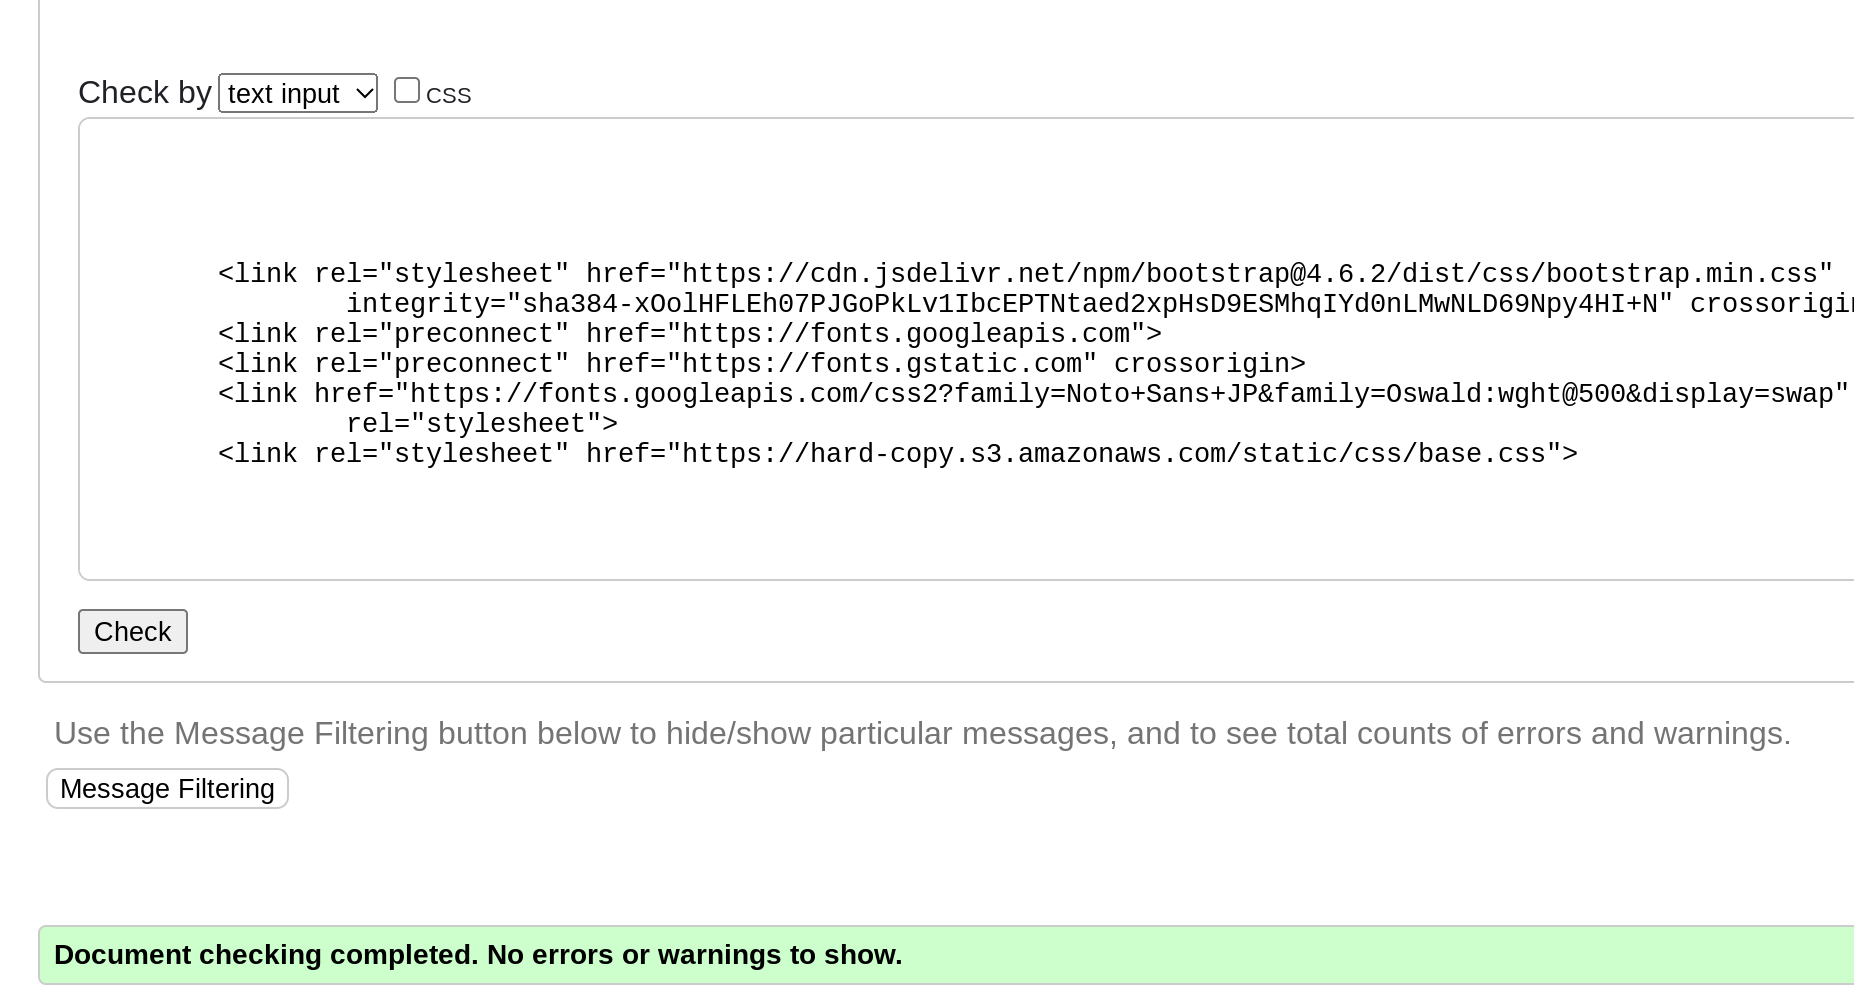 Check by text input CSS
<link rel="stylesheet" href="https://cdn.jsdelivr.net/npm/bootstrap@4.6.2/dist/css/bootstrap.min.css"
integrity="sha384-xOolHFLEh07PJGoPkLv1IbcEPTNtaed2xpHsD9ESMhqIYd0nLMwNLD69Npy4HI+N" crossorigin
<link rel="preconnect" href="https://fonts.googleapis.com">
<link rel="preconnect" href="https://fonts.gstatic.com" crossorigin>
<link href="https://fonts.googleapis.com/css2?family=Noto+Sans+JP&family=Oswald:wght@500&display=swap"
rel="stylesheet">
<link rel="stylesheet" href="https://hard-copy.s3.amazonaws.com/static/css/base.css">
Check
Use the Message Filtering button below to hide/show particular messages, and to see total counts of errors and warnings.
Message Filtering
Document checking completed. No errors or warnings to show.